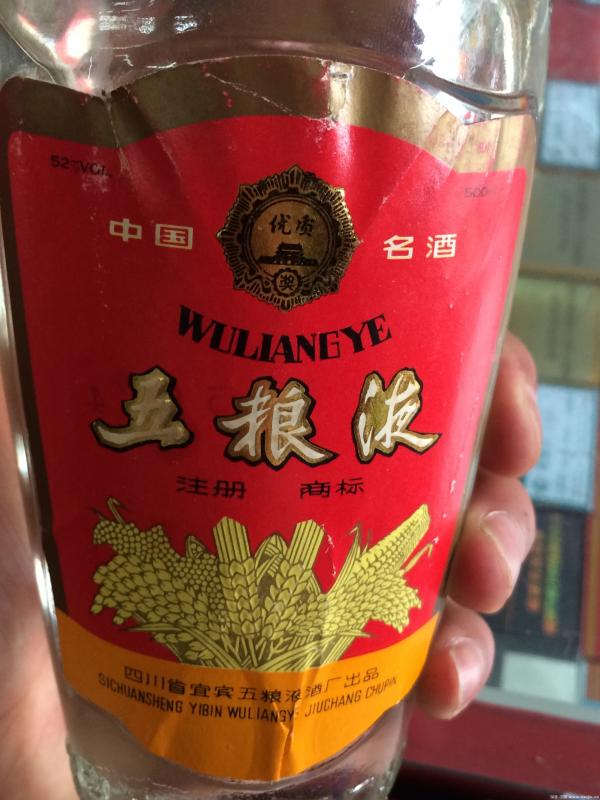 52°VOL
500
优质
奖
中国 名酒
WULIANGYE
五粮液
注册 商标
四川省宜宾五粮液酒厂出品
SICHUANSHENG YIBIN WULIANGYE JIUCHANG CHUPIN